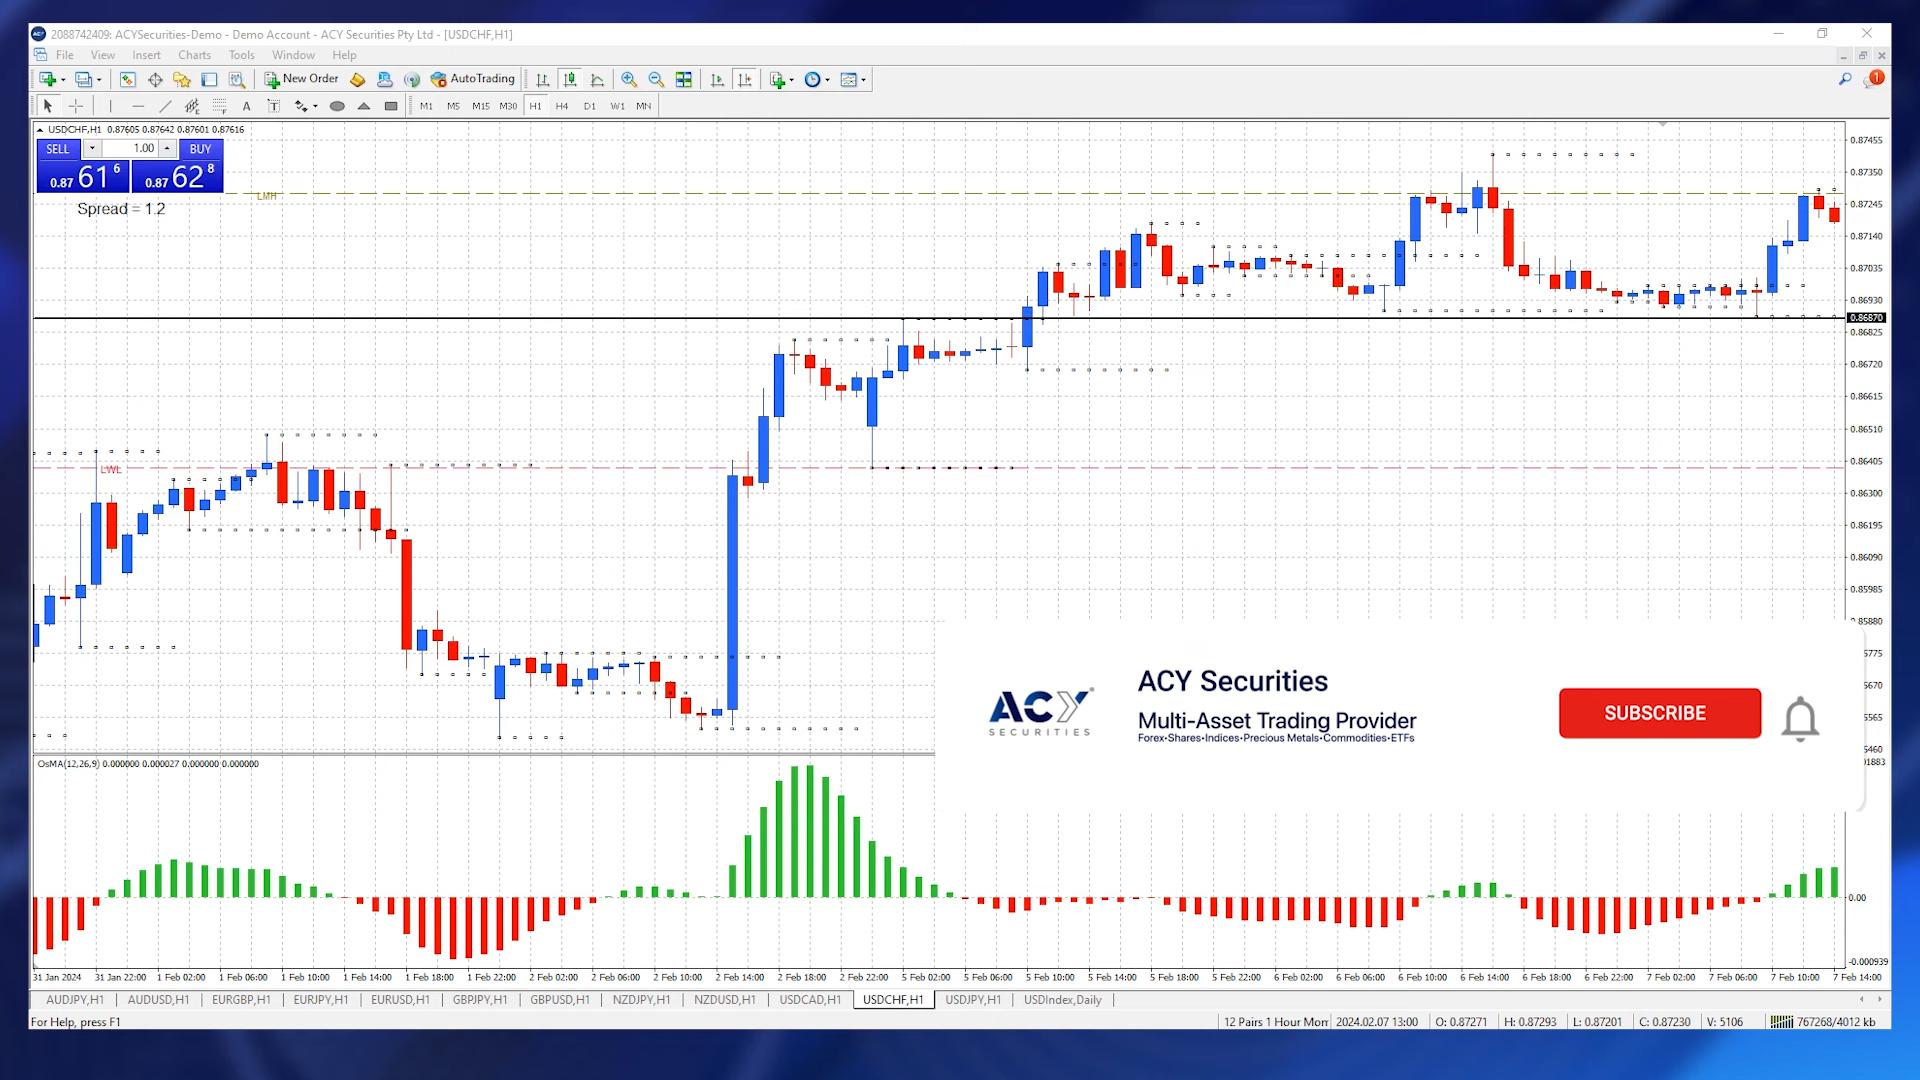 ACY 2088742409: ACYSecurities-Demo - Demo Account - ACY Securities Pty Ltd - [USDCHF,H1]
File View Insert Charts Tools Window Help
New Order AutoTrading 1
A T M1 M5 M15 M30 H1 H4 D1 W1 MN
USDCHF,H1 0.87605 0.87642 0.87601 0.87616
SELL 1.00 BUY
0.87 61 6 0.87 62 8
Spread = 1.2
LMH
LWL
0.87455
0.87350
0.87245
0.87140
0.87035
0.86930
0.86870
0.86825
0.86720
0.86615
0.86510
0.86405
0.86300
0.86195
0.86090
0.85985
0.85880
5775
5670
5565
5460
ACY SECURITIES
ACY Securities
Multi-Asset Trading Provider
Forex•Shares•Indices•Precious Metals•Commodities•ETFs
SUBSCRIBE
OsMA(12,26,9) 0.000000 0.000027 0.000000 0.000000
01883
0.00
-0.000939
31 Jan 2024 31 Jan 22:00 1 Feb 02:00 1 Feb 06:00 1 Feb 10:00 1 Feb 14:00 1 Feb 18:00 1 Feb 22:00 2 Feb 02:00 2 Feb 06:00 2 Feb 10:00 2 Feb 14:00 2 Feb 18:00 2 Feb 22:00 5 Feb 02:00 5 Feb 06:00 5 Feb 10:00 5 Feb 14:00 5 Feb 18:00 5 Feb 22:00 6 Feb 02:00 6 Feb 06:00 6 Feb 10:00 6 Feb 14:00 6 Feb 18:00 6 Feb 22:00 7 Feb 02:00 7 Feb 06:00 7 Feb 10:00 7 Feb 14:00
AUDJPY,H1 AUDUSD,H1 EURGBP,H1 EURJPY,H1 EURUSD,H1 GBPJPY,H1 GBPUSD,H1 NZDJPY,H1 NZDUSD,H1 USDCAD,H1 USDCHF,H1 USDJPY,H1 USDIndex,Daily
For Help, press F1 12 Pairs 1 Hour Morr 2024.02.07 13:00 O: 0.87271 H: 0.87293 L: 0.87201 C: 0.87230 V: 5106 767268/4012 kb